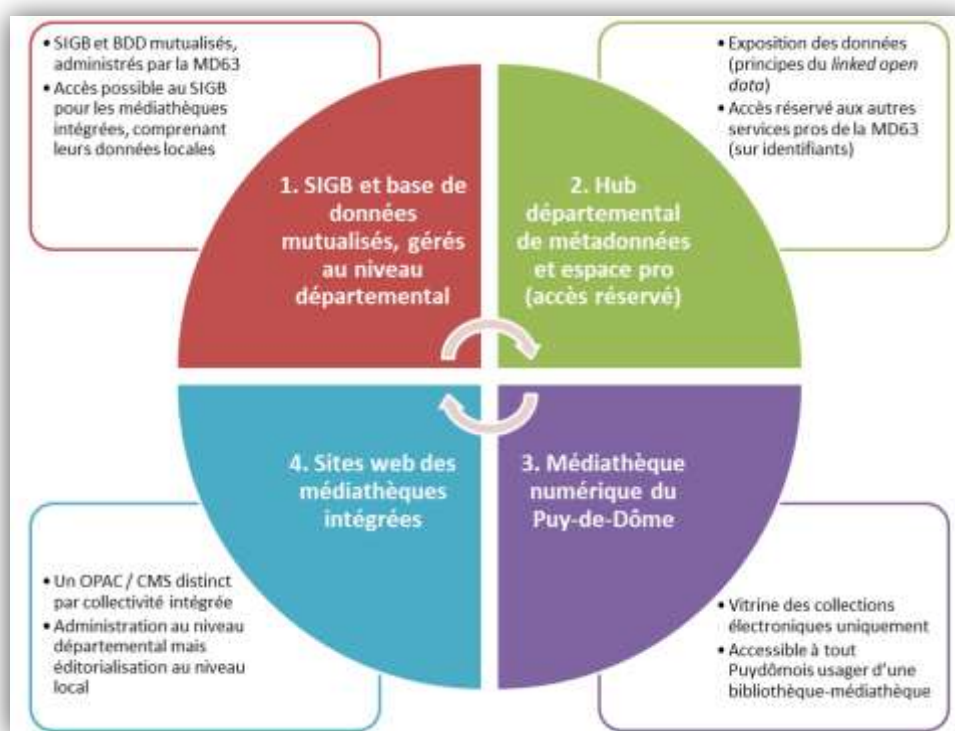 • SIGB et BDD mutualisés,
administrés par la MD63
• Accès possible au SIGB
pour les médiathèques
intégrées, comprenant
leurs données locales
• Exposition des données
(principes du linked open
data)
• Accès réservé aux autres
services pros de la MD63
(sur identifiants)
1. SIGB et base de
données
mutualisés, gérés
au niveau
départemental
2. Hub
départemental
de métadonnées
et espace pro
(accès réservé)
4. Sites web des
médiathèques
intégrées
3. Médiathèque
numérique du
Puy-de-Dôme
• Un OPAC / CMS distinct
par collectivité intégrée
• Administration au niveau
départemental mais
éditorialisation au niveau
local
• Vitrine des collections
électroniques uniquement
• Accessible à tout
Puydômois usager d'une
bibliothèque-médiathèque